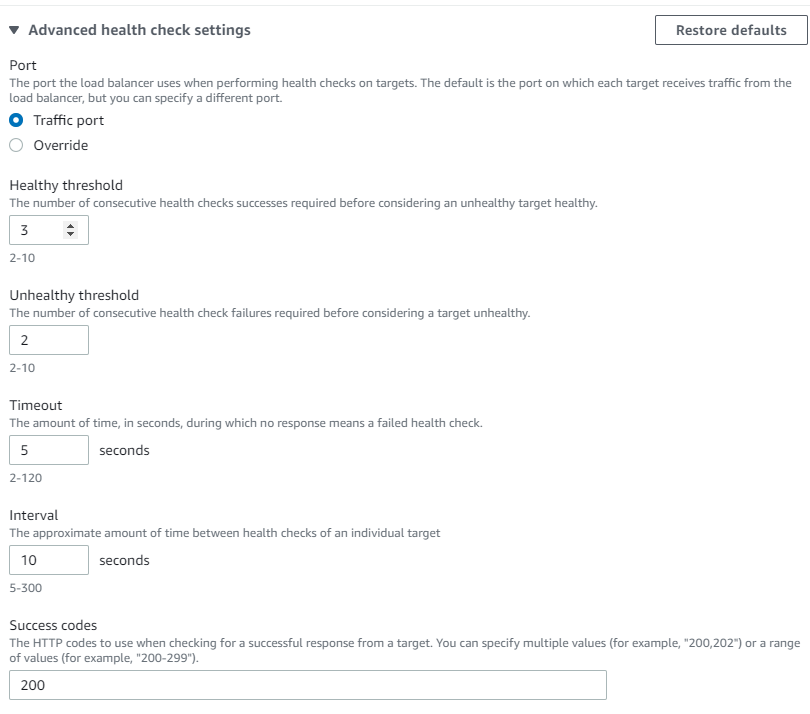 Advanced health check settings
Restore defaults
Port
The port the load balancer uses when performing health checks on targets. The default is the port on which each target receives traffic from the
load balancer, but you can specify a different port.
Traffic port
Override
Healthy threshold
The number of consecutive health checks successes required before considering an unhealthy target healthy.
3
2-10
Unhealthy threshold
The number of consecutive health check failures required before considering a target unhealthy.
2
2-10
Timeout
The amount of time, in seconds, during which no response means a failed health check.
5 seconds
2-120
Interval
The approximate amount of time between health checks of an individual target
10 seconds
5-300
Success codes
The HTTP codes to use when checking for a successful response from a target. You can specify multiple values (for example, "200,202") or a range
of values (for example, "200-299").
200